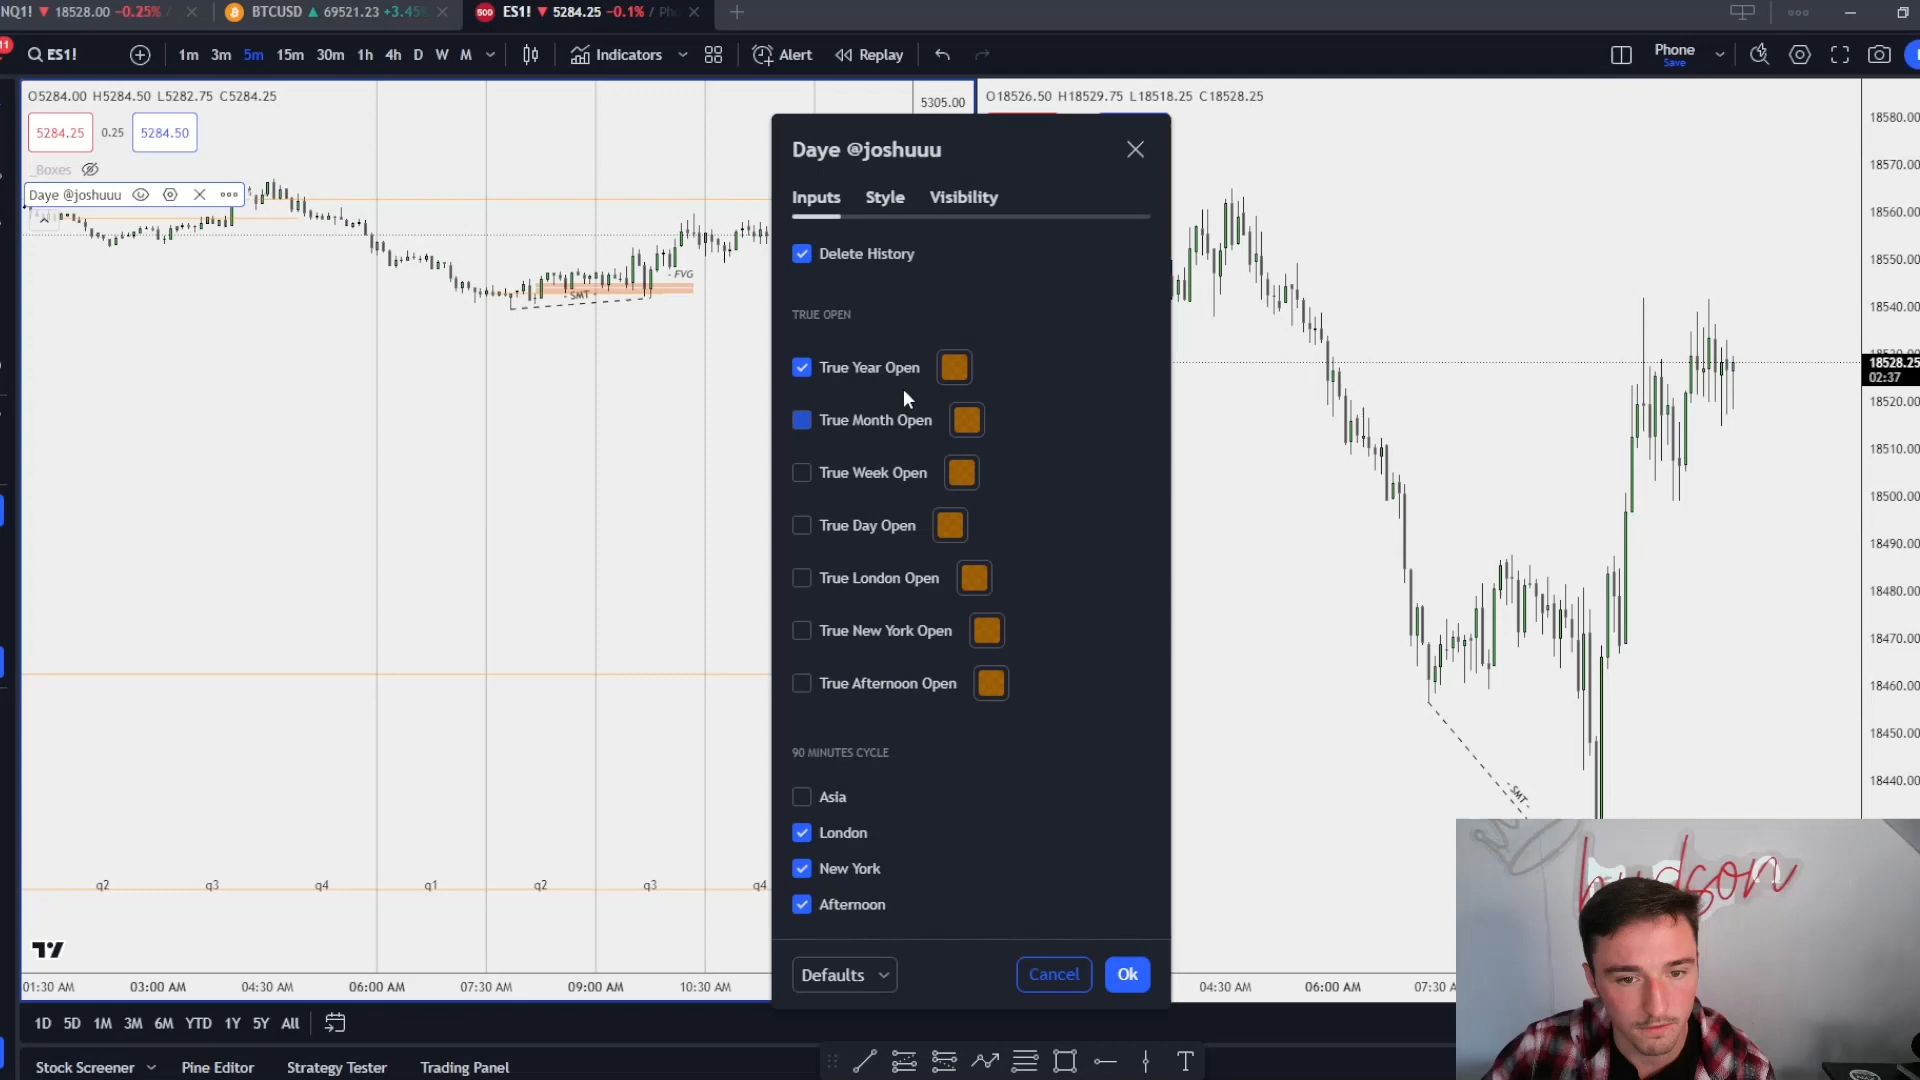 NQ1! ▼ 18528.00 −0.25% /
BTCUSD ▲ 69521.23 +3.45%
500 ES1! ▼ 5284.25 −0.1% / Pho
11
ES1!
1m 3m 5m 15m 30m 1h 4h D W M
Indicators
Alert
Replay
Phone
Save
O5284.00 H5284.50 L5282.75 C5284.25
5305.00
5284.25 0.25 5284.50
_Boxes
Daye @joshuuu
- FVG
- SMT -
q2 q3 q4 q1 q2 q3 q4
01:30 AM 03:00 AM 04:30 AM 06:00 AM 07:30 AM 09:00 AM 10:30 AM
Daye @joshuuu
Inputs Style Visibility
Delete History
TRUE OPEN
True Year Open
True Month Open
True Week Open
True Day Open
True London Open
True New York Open
True Afternoon Open
90 MINUTES CYCLE
Asia
London
New York
Afternoon
Defaults
Cancel
Ok
O18526.50 H18529.75 L18518.25 C18528.25
18580.00
18570.00
18560.00
18550.00
18540.00
18528.25
02:37
18520.00
18510.00
18500.00
18490.00
18480.00
18470.00
18460.00
18450.00
18440.00
- SMT -
04:30 AM 06:00 AM 07:30 A
hudson
1D 5D 1M 3M 6M YTD 1Y 5Y All
Stock Screener Pine Editor Strategy Tester Trading Panel